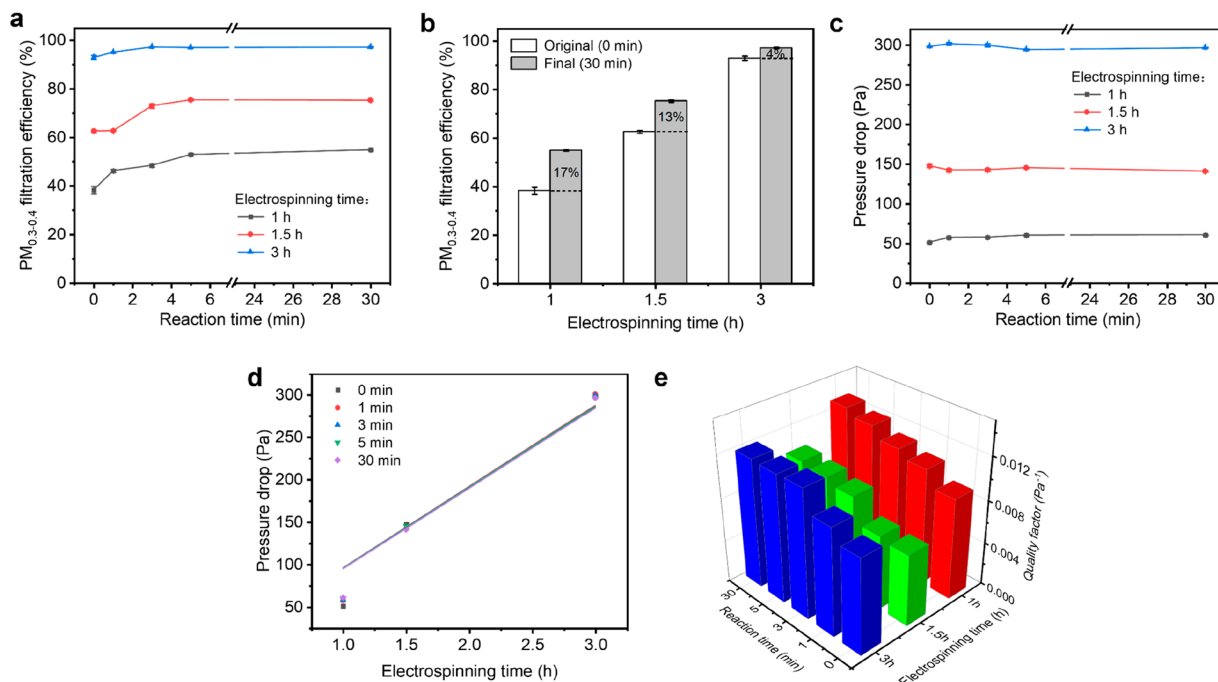 a
PM0.3-0.4 filtration efficiency (%)
100
80
60
40
20
0
Electrospinning time:
1 h
1.5 h
3 h
0 2 4 6 24 26 28 30
Reaction time (min)
b
PM0.3-0.4 filtration efficiency (%)
100
80
60
40
20
0
Original (0 min)
Final (30 min)
17%
13%
4%
1 1.5 3
Electrospinning time (h)
c
Pressure drop (Pa)
300
250
200
150
100
50
0
Electrospinning time:
1 h
1.5 h
3 h
0 2 4 6 24 26 28 30
Reaction time (min)
d
Pressure drop (Pa)
300
250
200
150
100
50
0 min
1 min
3 min
5 min
30 min
1.0 1.5 2.0 2.5 3.0
Electrospinning time (h)
e
0.012
0.008
0.004
0.000
Quality factor (Pa-1)
30 5 3 1 0
Reaction time (min)
3h 1.5h 1h
Electrospinning time (h)